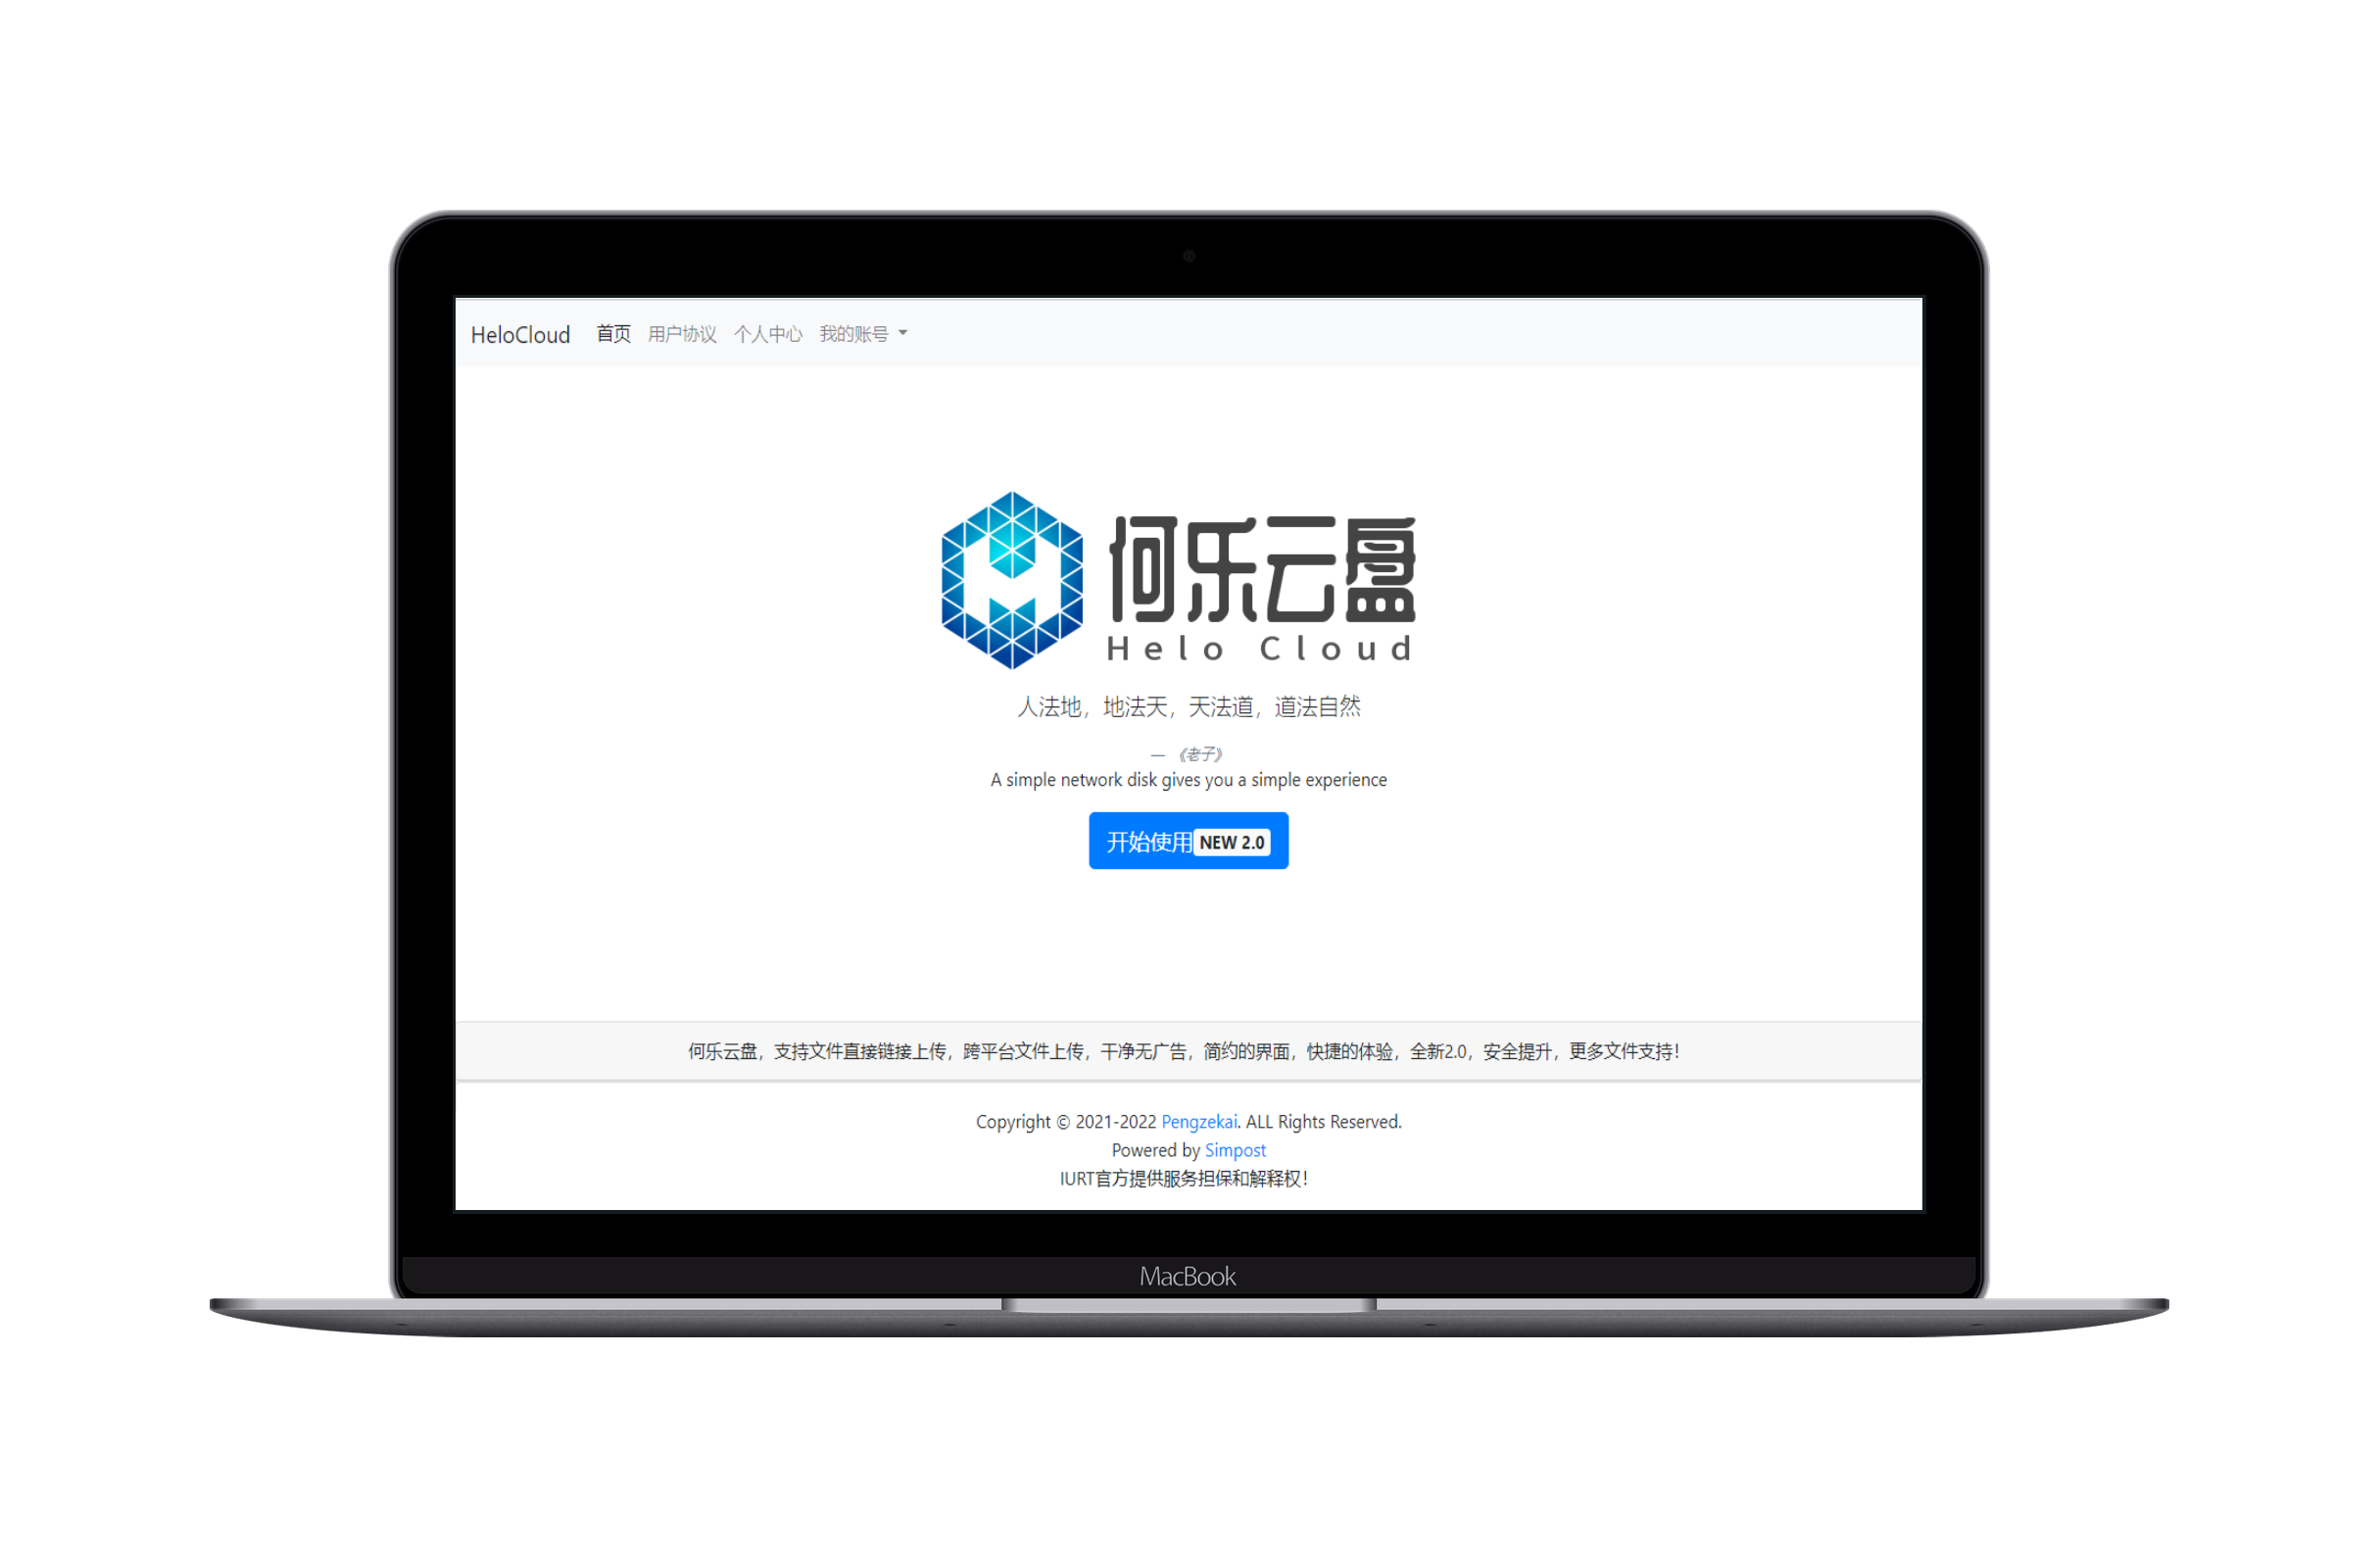 HeloCloud 首页 用户协议 个人中心 我的账号
何乐云盘
Helo Cloud
人法地，地法天，天法道，道法自然
— 《老子》
A simple network disk gives you a simple experience
开始使用 NEW 2.0
何乐云盘，支持文件直接链接上传，跨平台文件上传，干净无广告，简约的界面，快捷的体验，全新2.0，安全提升，更多文件支持！
Copyright © 2021-2022 Pengzekai. ALL Rights Reserved.
Powered by Simpost
IURT官方提供服务担保和解释权！
MacBook